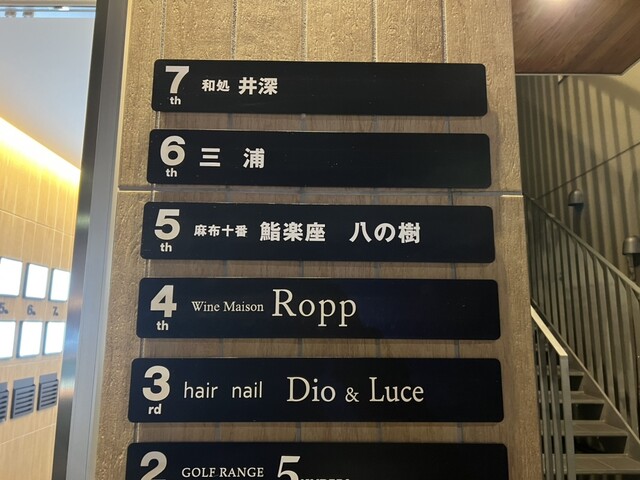 7th 和処 井深
6th 三 浦
5th 麻布十番 鮨楽座 八の樹
4th Wine Maison Ropp
3rd hair nail Dio & Luce
2 GOLF RANGE 5